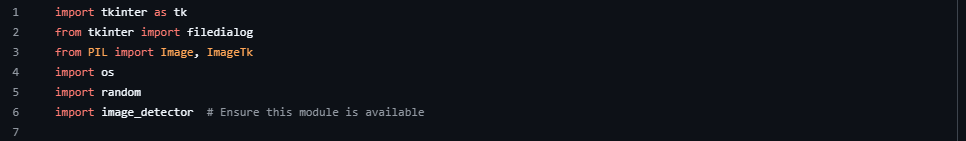 1 import tkinter as tk
2 from tkinter import filedialog
3 from PIL import Image, ImageTk
4 import os
5 import random
6 import image_detector  # Ensure this module is available
7